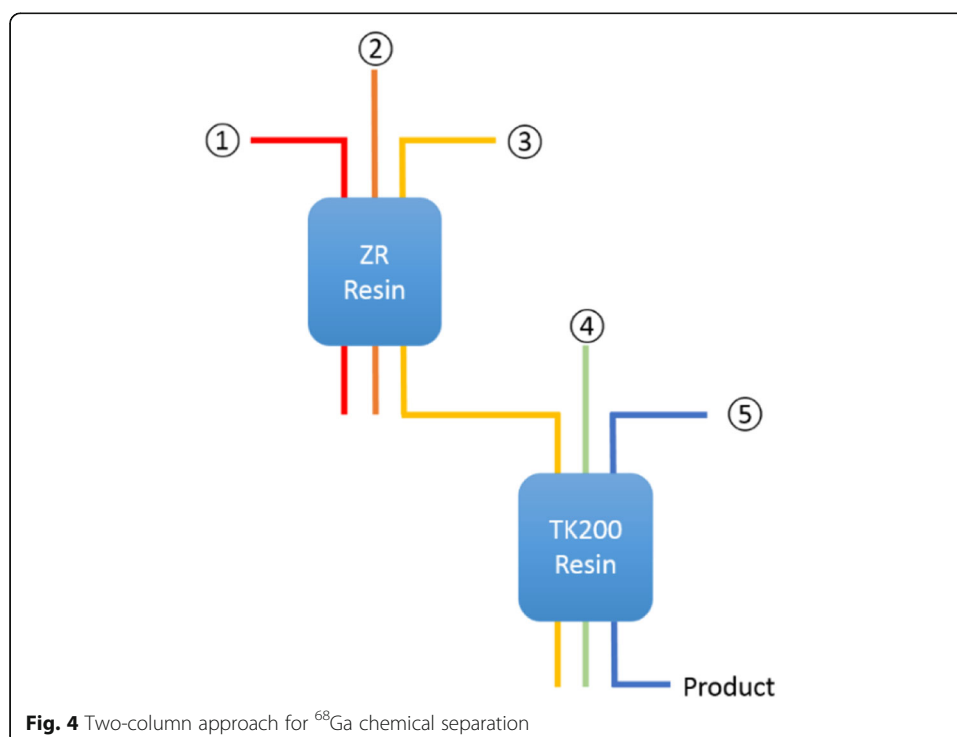 ②
① ③
ZR
Resin
④
⑤
TK200
Resin
Product
Fig. 4 Two-column approach for ⁶⁸Ga chemical separation